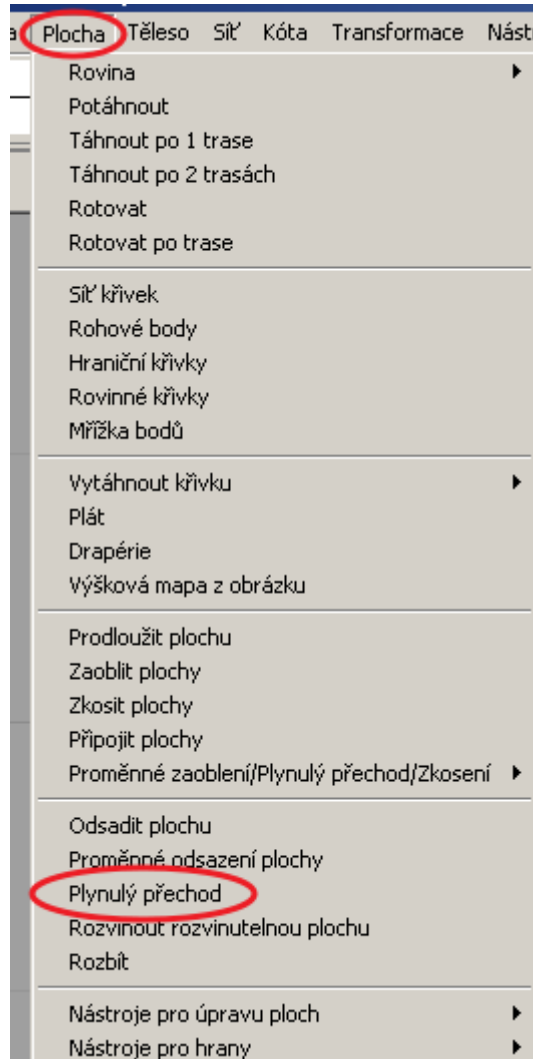 Plocha Těleso Síť Kóta Transformace
Rovina
Potáhnout
Táhnout po 1 trase
Táhnout po 2 trasách
Rotovat
Rotovat po trase
Síť křivek
Rohové body
Hraniční křivky
Rovinné křivky
Mřížka bodů
Vytáhnout křivku
Plát
Drapérie
Výšková mapa z obrázku
Prodloužit plochu
Zaoblit plochy
Zkosit plochy
Připojit plochy
Proměnné zaoblení/Plynulý přechod/Zkosení
Odsadit plochu
Proměnné odsazení plochy
Plynulý přechod
Rozvinout rozvinutelnou plochu
Rozbít
Nástroje pro úpravu ploch
Nástroje pro hrany